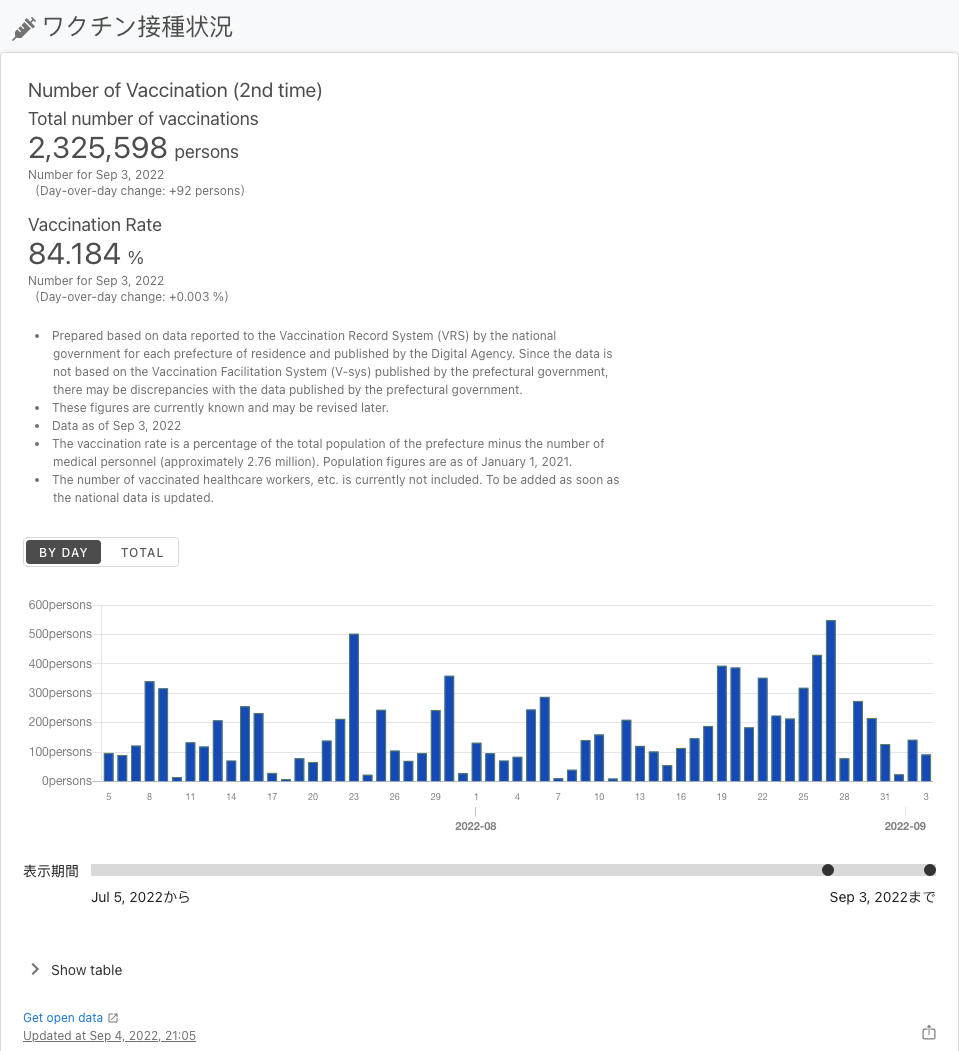 ワクチン接種状況
Number of Vaccination (2nd time)
Total number of vaccinations
2,325,598 persons
Number for Sep 3, 2022
(Day-over-day change: +92 persons)
Vaccination Rate
84.184 %
Number for Sep 3, 2022
(Day-over-day change: +0.003 %)
• Prepared based on data reported to the Vaccination Record System (VRS) by the national
government for each prefecture of residence and published by the Digital Agency. Since the data is
not based on the Vaccination Facilitation System (V-sys) published by the prefectural government,
there may be discrepancies with the data published by the prefectural government.
• These figures are currently known and may be revised later.
• Data as of Sep 3, 2022
• The vaccination rate is a percentage of the total population of the prefecture minus the number of
medical personnel (approximately 2.76 million). Population figures are as of January 1, 2021.
• The number of vaccinated healthcare workers, etc. is currently not included. To be added as soon as
the national data is updated.
BY DAY TOTAL
600persons
500persons
400persons
300persons
200persons
100persons
0persons
5 8 11 14 17 20 23 26 29 1 4 7 10 13 16 19 22 25 28 31 3
2022-08 2022-09
表示期間
Jul 5, 2022から Sep 3, 2022まで
Show table
Get open data
Updated at Sep 4, 2022, 21:05